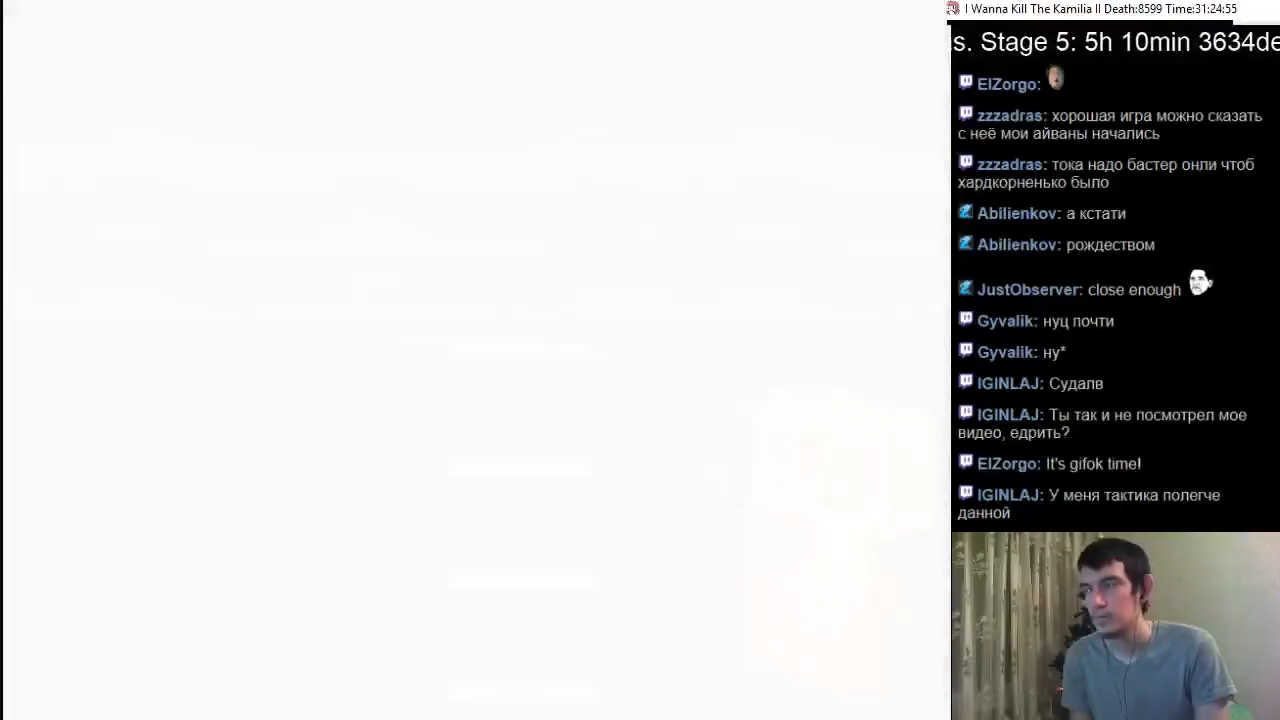 I Wanna Kill The Kamilia II Death:8599 Time:31:24:55
s. Stage 5: 5h 10min 3634de
ElZorgo:
zzzadras: хорошая игра можно сказать
с неё мои айваны начались
zzzadras: тока надо бастер онли чтоб
хардкорненько было
Abilienkov: а кстати
Abilienkov: рождеством
JustObserver: close enough
Gyvalik: нуц почти
Gyvalik: ну*
IGINLAJ: Судалв
IGINLAJ: Ты так и не посмотрел мое
видео, едрить?
ElZorgo: It's gifok time!
IGINLAJ: У меня тактика полегче
данной